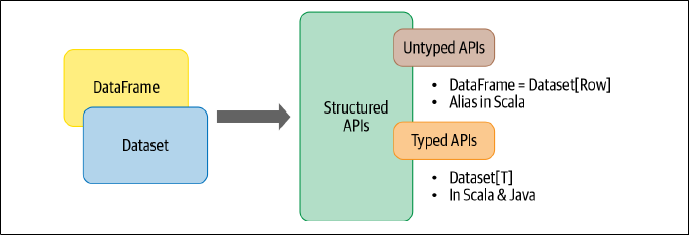 DataFrame
Dataset
Structured
APIs
Untyped APIs
• DataFrame = Dataset[Row]
• Alias in Scala
Typed APIs
• Dataset[T]
• In Scala & Java